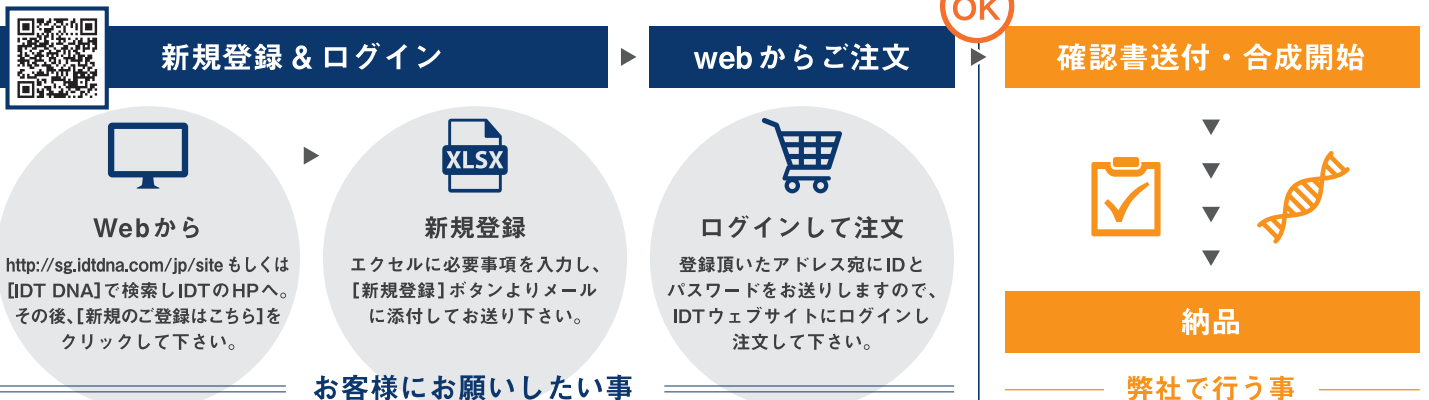 OK
新規登録 & ログイン
webからご注文
確認書送付・合成開始
XLSX
Webから
http://sg.idtdna.com/jp/site もしくは
[IDT DNA]で検索しIDTのHPへ。
その後、[新規のご登録はこちら]を
クリックして下さい。
新規登録
エクセルに必要事項を入力し、
[新規登録]ボタンよりメール
に添付してお送り下さい。
ログインして注文
登録頂いたアドレス宛にIDと
パスワードをお送りしますので、
IDTウェブサイトにログインし
注文して下さい。
納品
お客様にお願いしたい事
弊社で行う事